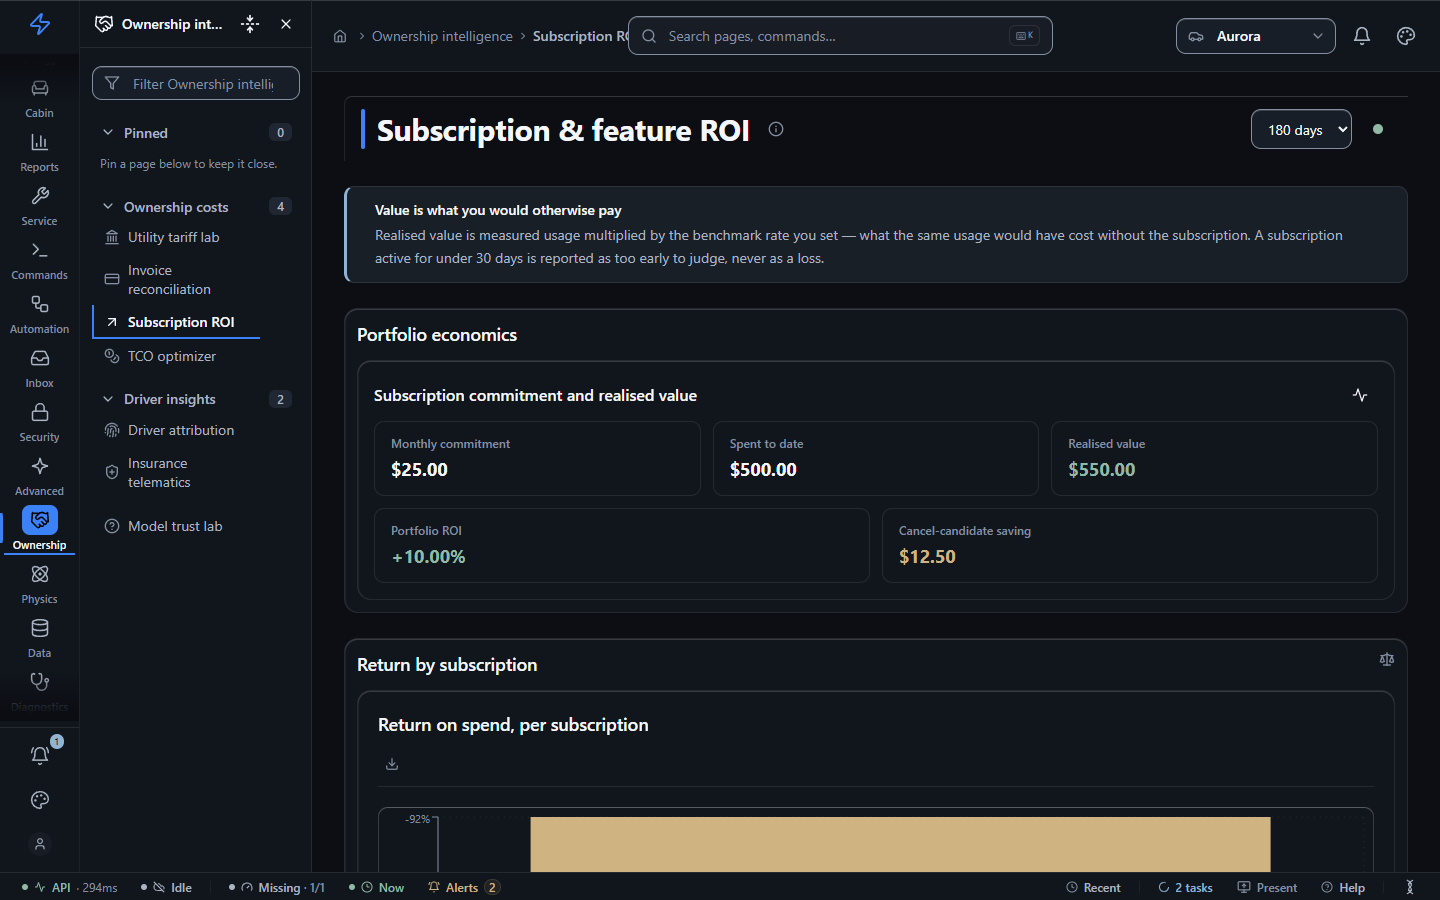 Ownership int...
Ownership intelligence
Subscription RO
Search pages, commands...
K
Aurora
Cabin
Reports
Service
Commands
Automation
Inbox
Security
Advanced
Ownership
Physics
Data
Diagnostics
1
Filter Ownership intelli
Pinned 0
Pin a page below to keep it close.
Ownership costs 4
Utility tariff lab
Invoice
reconciliation
Subscription ROI
TCO optimizer
Driver insights 2
Driver attribution
Insurance
telematics
Model trust lab
Subscription & feature ROI
180 days
Value is what you would otherwise pay
Realised value is measured usage multiplied by the benchmark rate you set — what the same usage would have cost without the subscription. A subscription
active for under 30 days is reported as too early to judge, never as a loss.
Portfolio economics
Subscription commitment and realised value
Monthly commitment
$25.00
Spent to date
$500.00
Realised value
$550.00
Portfolio ROI
+10.00%
Cancel-candidate saving
$12.50
Return by subscription
Return on spend, per subscription
-92%
API · 294ms
Idle
Missing · 1/1
Now
Alerts 2
Recent
2 tasks
Present
Help